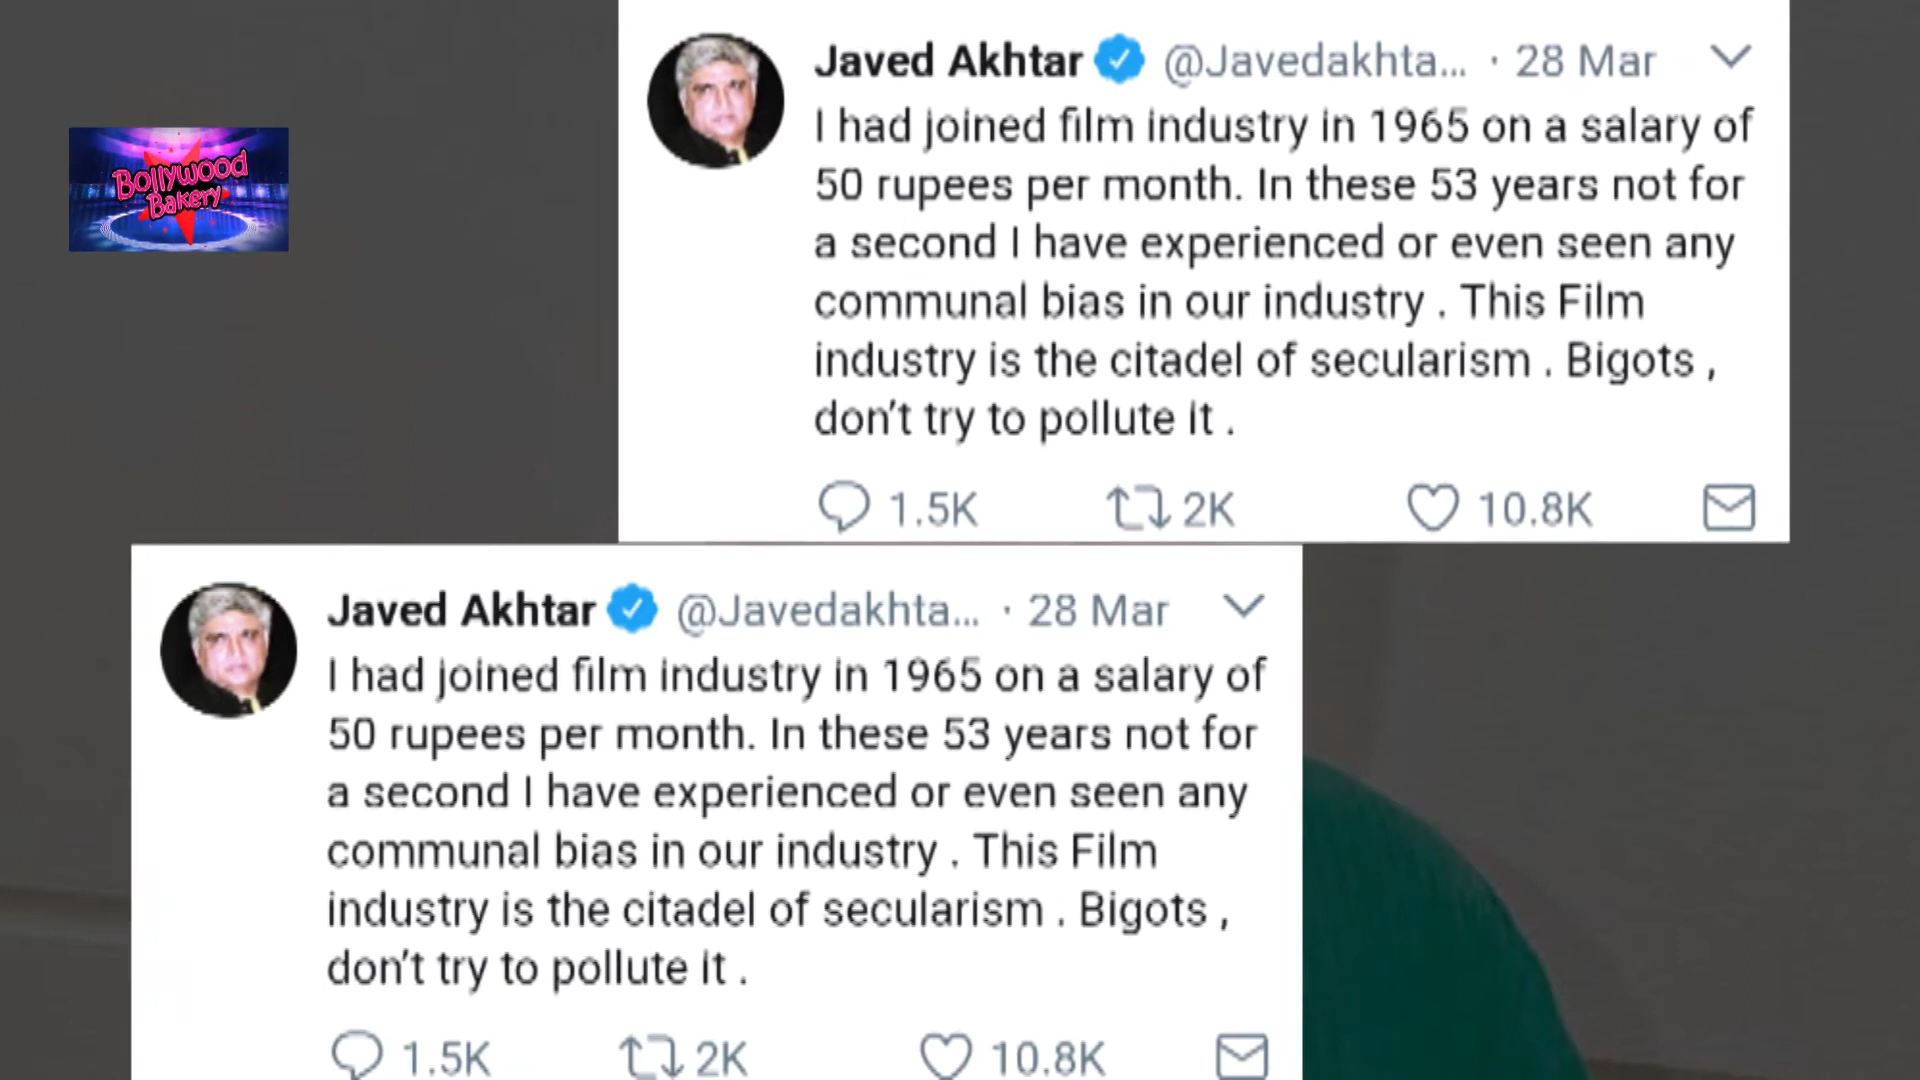 Bollywood
Bakery
Javed Akhtar @Javedakhta... · 28 Mar
I had joined film industry in 1965 on a salary of
50 rupees per month. In these 53 years not for
a second I have experienced or even seen any
communal bias in our industry . This Film
industry is the citadel of secularism . Bigots ,
don't try to pollute it .
1.5K 2K 10.8K
Javed Akhtar @Javedakhta... · 28 Mar
I had joined film industry in 1965 on a salary of
50 rupees per month. In these 53 years not for
a second I have experienced or even seen any
communal bias in our industry . This Film
industry is the citadel of secularism . Bigots ,
don't try to pollute it .
1.5K 2K 10.8K